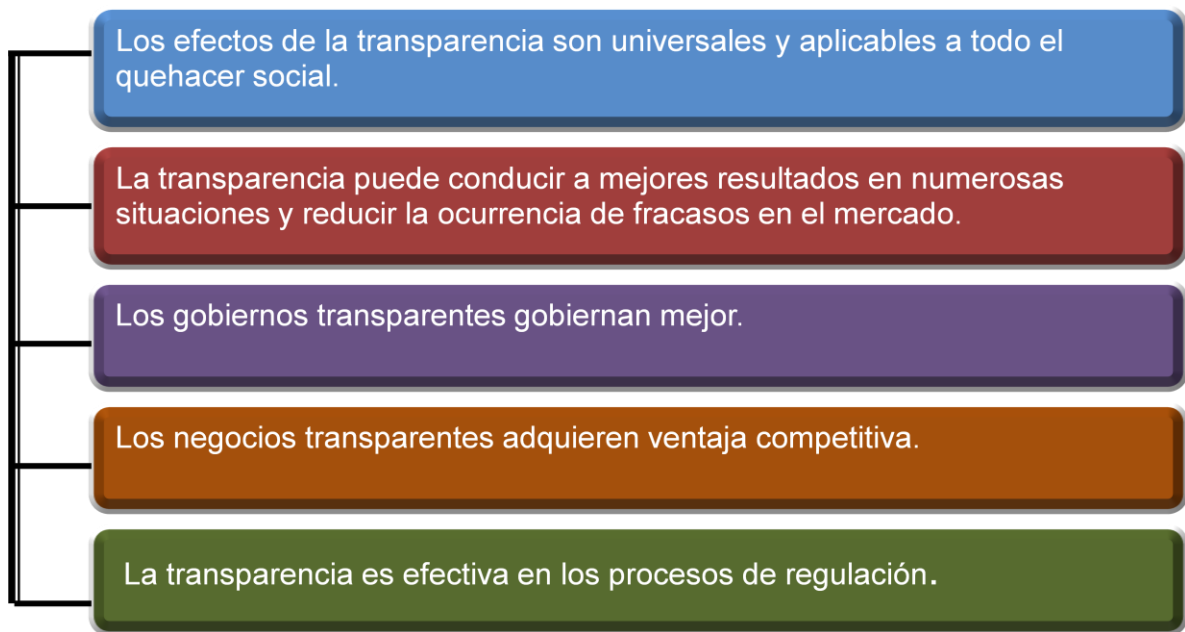 Los efectos de la transparencia son universales y aplicables a todo el
quehacer social.
La transparencia puede conducir a mejores resultados en numerosas
situaciones y reducir la ocurrencia de fracasos en el mercado.
Los gobiernos transparentes gobiernan mejor.
Los negocios transparentes adquieren ventaja competitiva.
La transparencia es efectiva en los procesos de regulación.